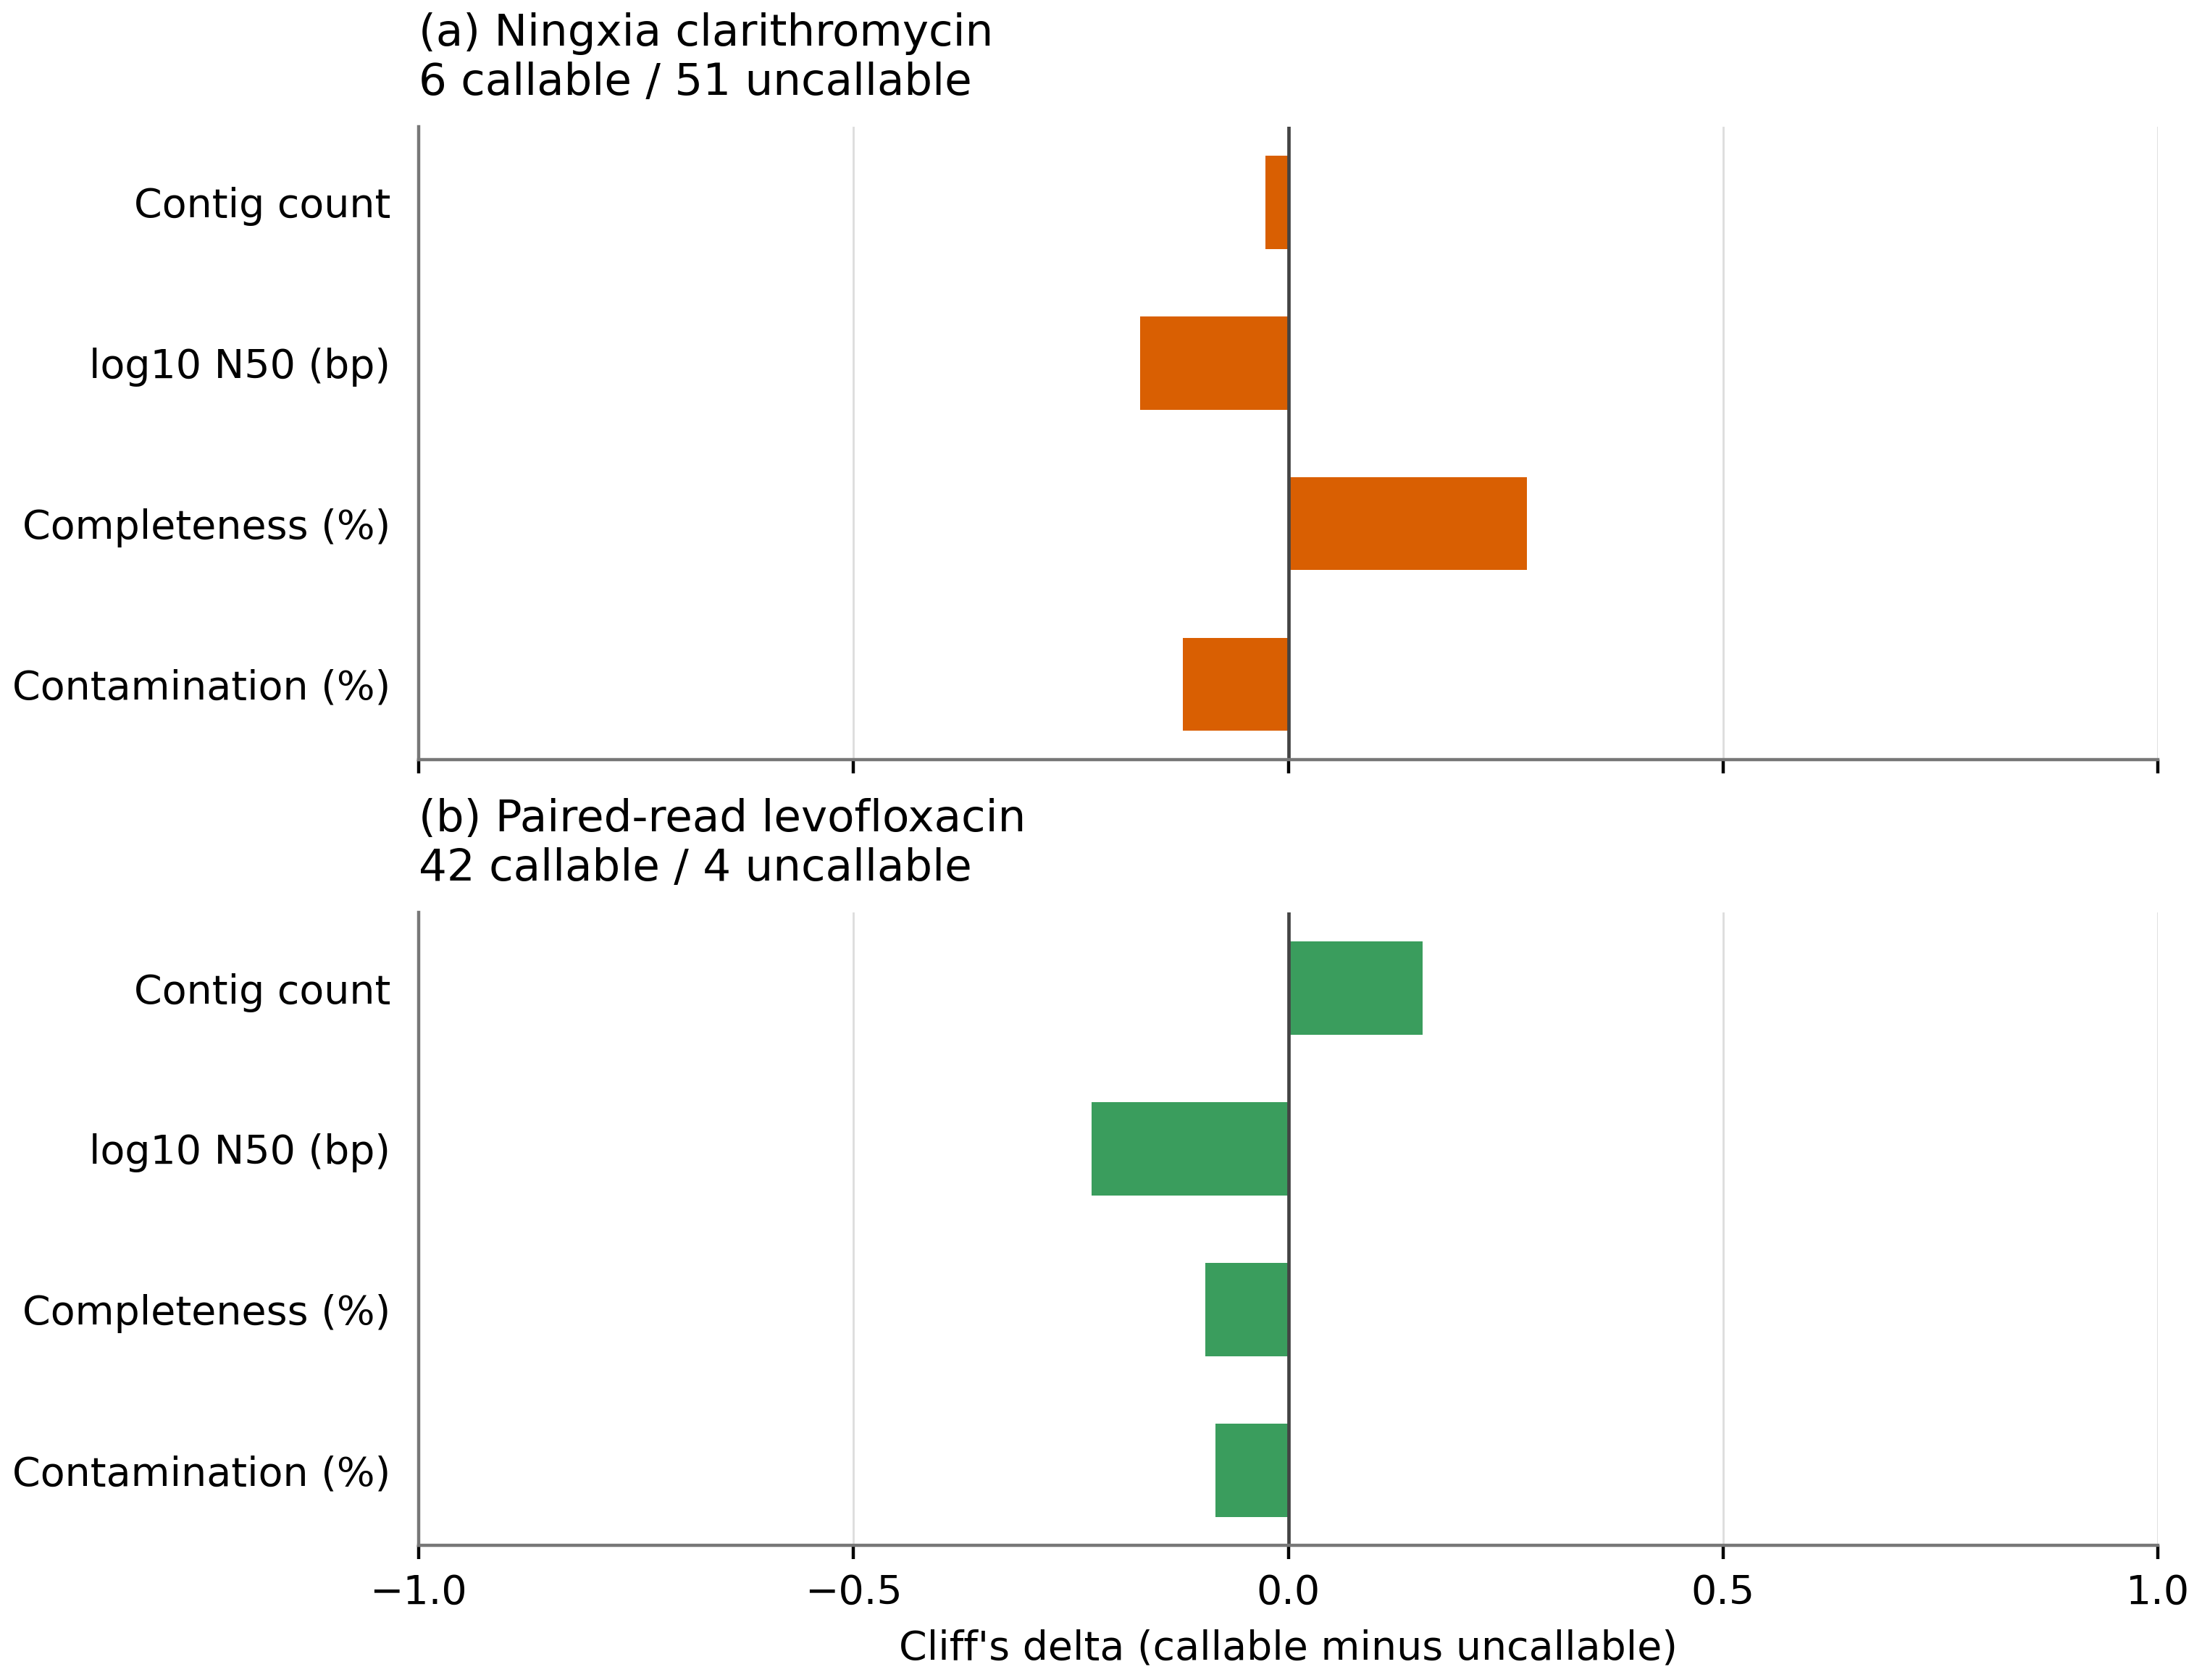 (a) Ningxia clarithromycin
6 callable / 51 uncallable
Contig count
log10 N50 (bp)
Completeness (%)
Contamination (%)
(b) Paired-read levofloxacin
42 callable / 4 uncallable
Contig count
log10 N50 (bp)
Completeness (%)
Contamination (%)
−1.0 −0.5 0.0 0.5 1.0
Cliff's delta (callable minus uncallable)